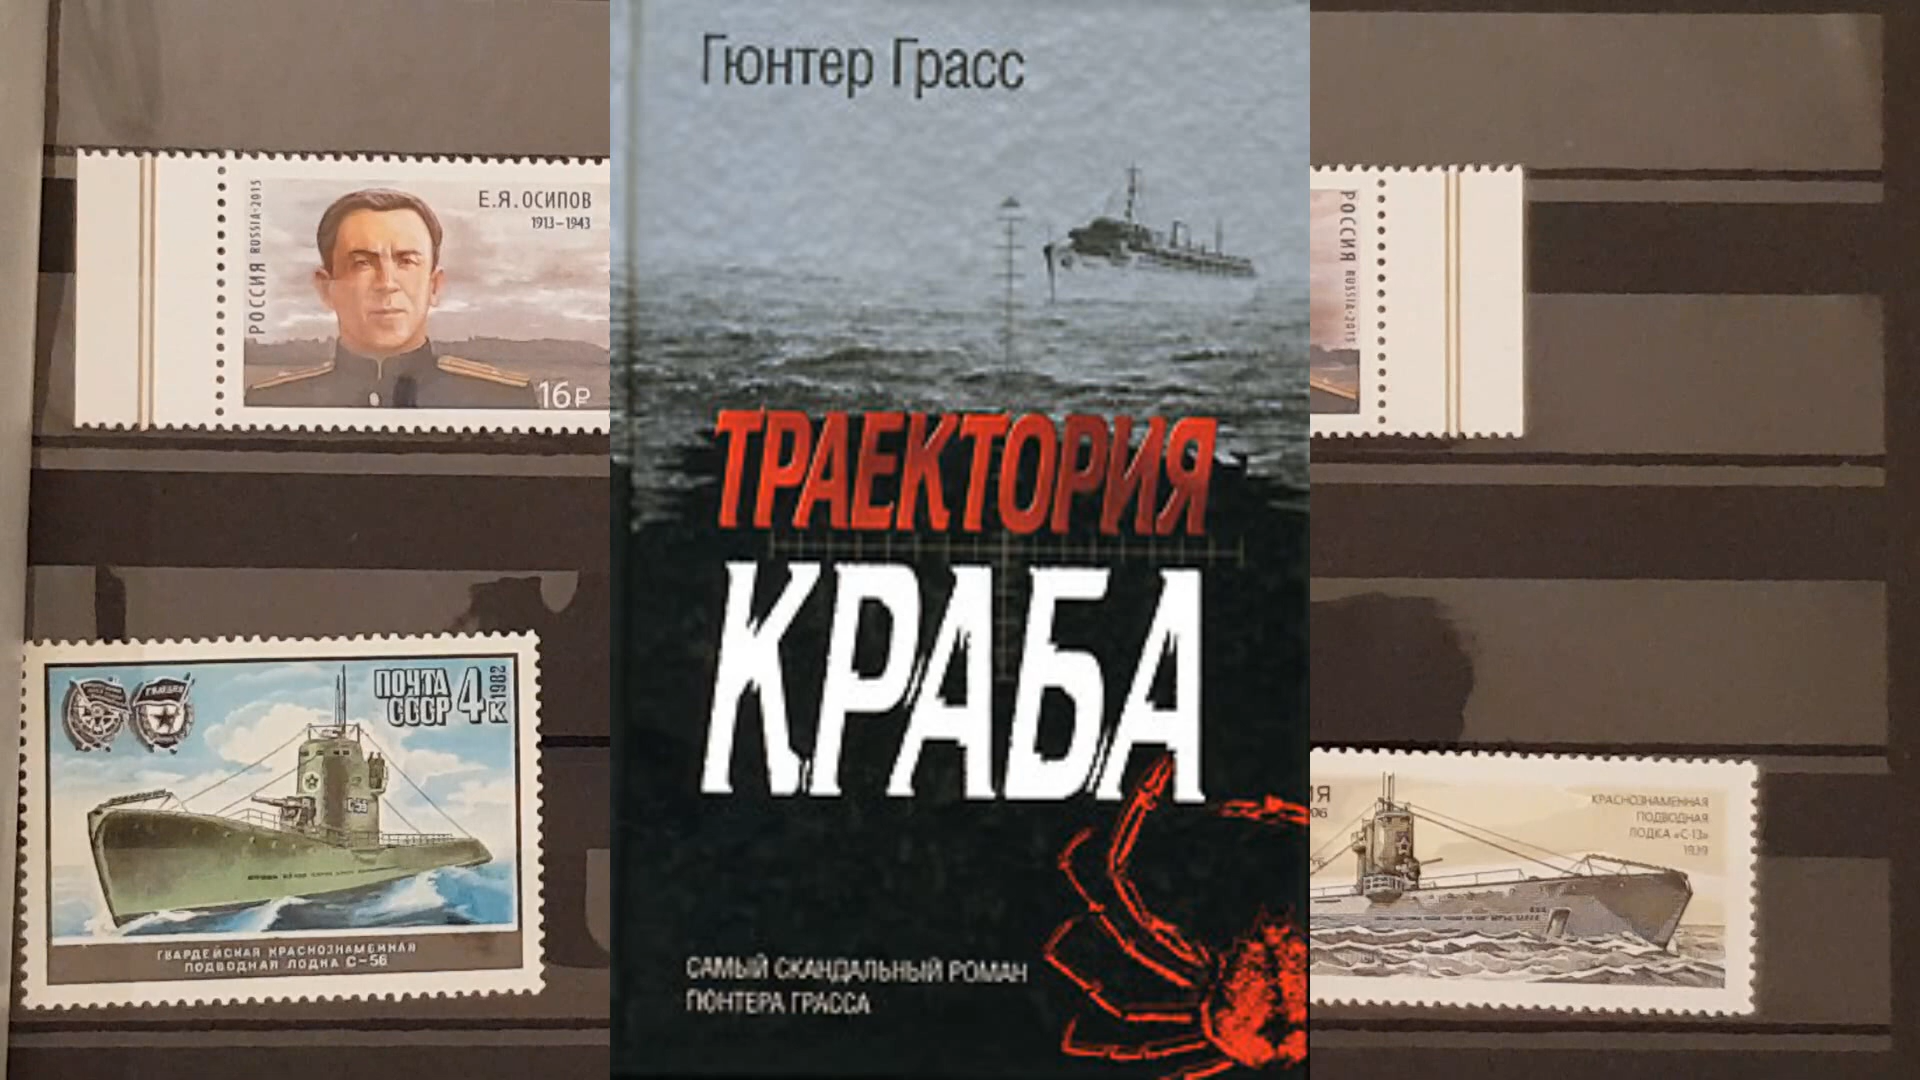 Е.Я.ОСИПОВ
1913–1943
РОССИЯ RUSSIA·2015
16₽
ПОЧТА
СССР
4к
1982
С-56
ГВАРДЕЙСКАЯ КРАСНОЗНАМЕННАЯ
ПОДВОДНАЯ ЛОДКА С-56
Гюнтер Грасс
ТРАЕКТОРИЯ
КРАБА
САМЫЙ СКАНДАЛЬНЫЙ РОМАН
ГЮНТЕРА ГРАССА
РОССИЯ RUSSIA·2015
КРАСНОЗНАМЕННАЯ
ПОДВОДНАЯ
ЛОДКА «С-13»
1939